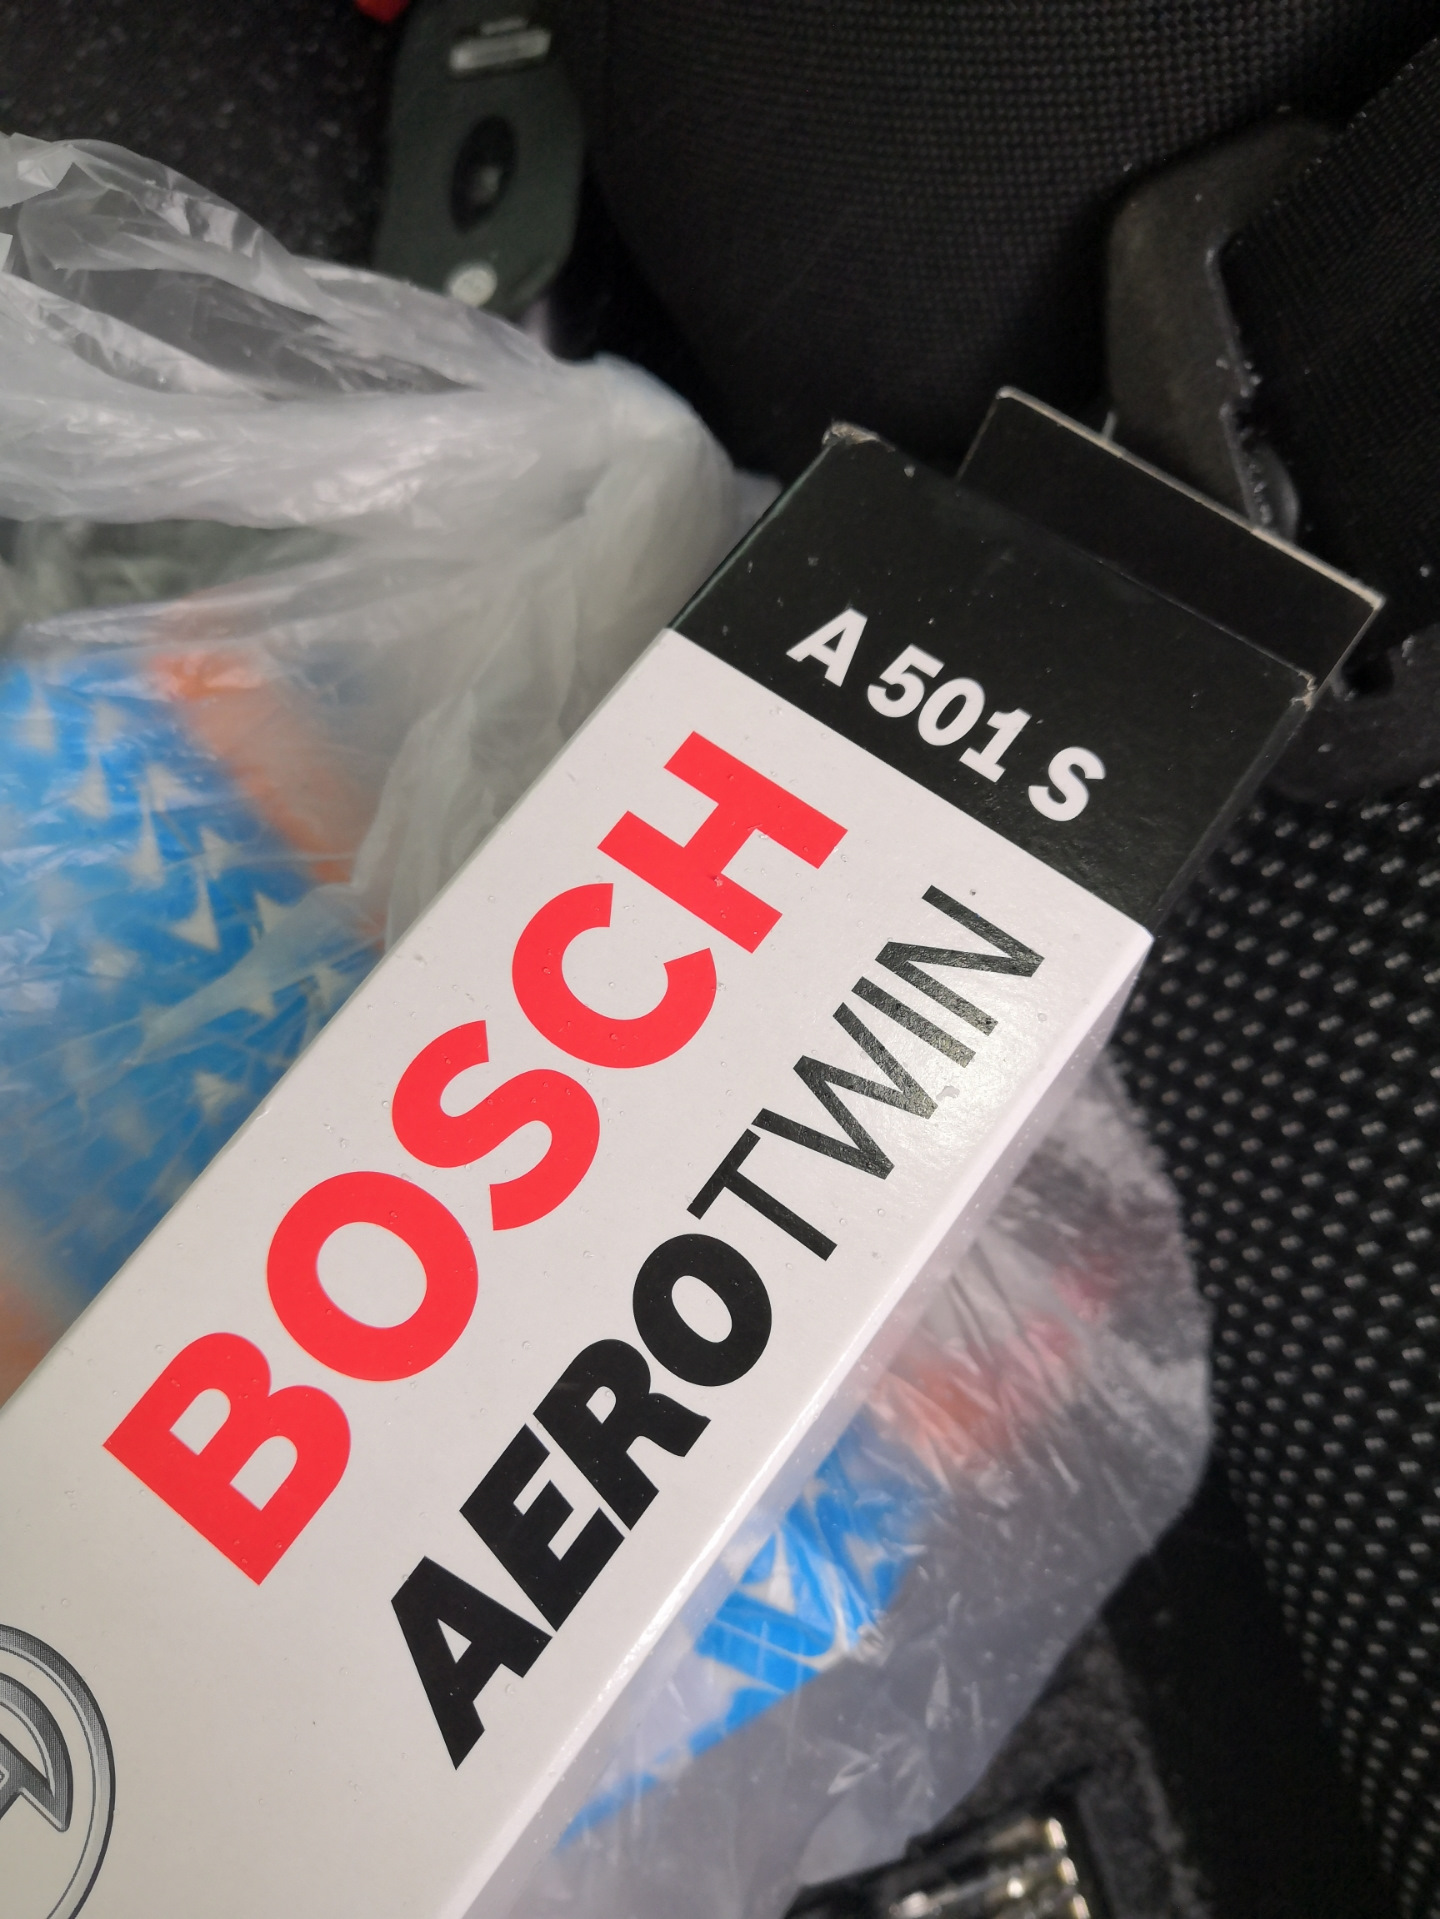 A 501 S
BOSCH
AEROTWIN